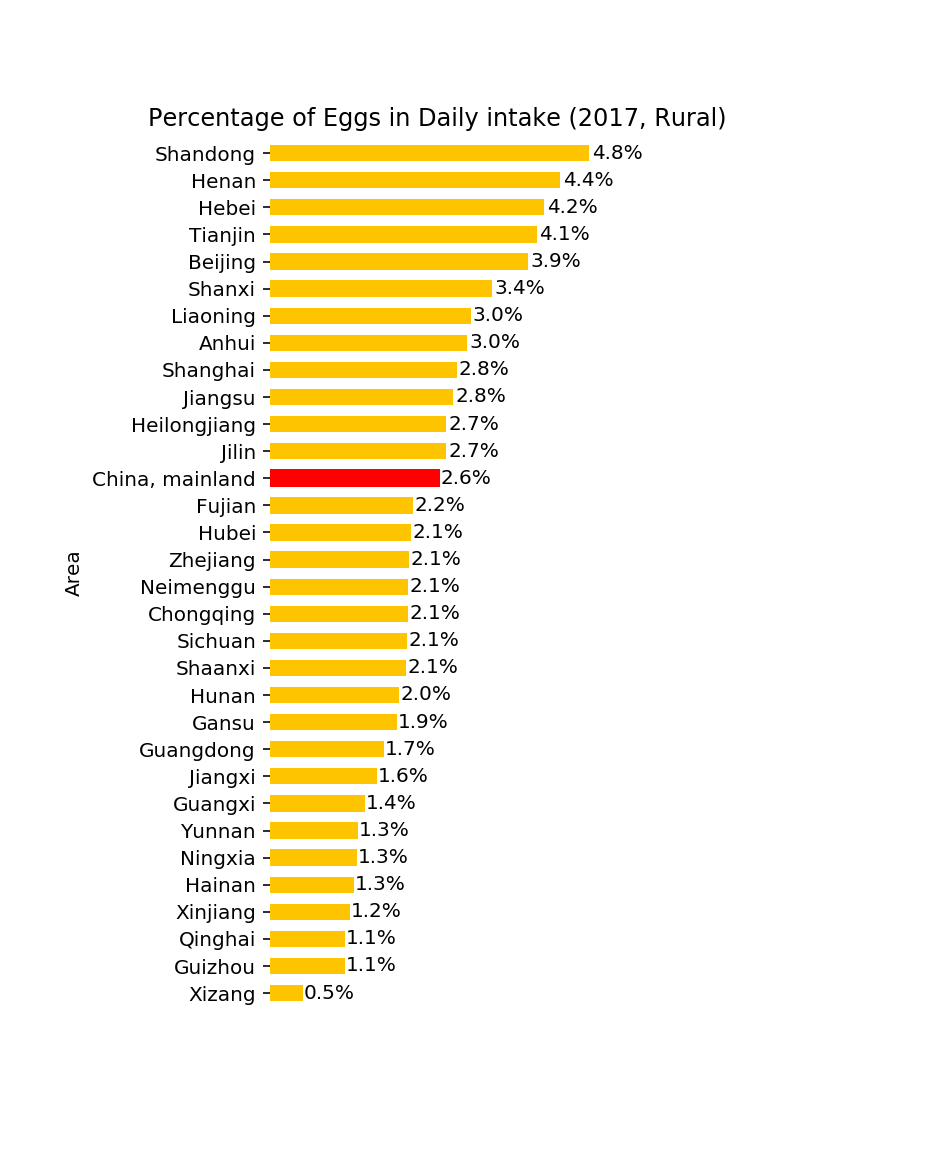 Percentage of Eggs in Daily intake (2017, Rural)
Shandong 4.8%
Henan 4.4%
Hebei 4.2%
Tianjin 4.1%
Beijing 3.9%
Shanxi 3.4%
Liaoning 3.0%
Anhui 3.0%
Shanghai 2.8%
Jiangsu 2.8%
Heilongjiang 2.7%
Jilin 2.7%
China, mainland 2.6%
Fujian 2.2%
Hubei 2.1%
Zhejiang 2.1%
Neimenggu 2.1%
Chongqing 2.1%
Sichuan 2.1%
Shaanxi 2.1%
Hunan 2.0%
Gansu 1.9%
Guangdong 1.7%
Jiangxi 1.6%
Guangxi 1.4%
Yunnan 1.3%
Ningxia 1.3%
Hainan 1.3%
Xinjiang 1.2%
Qinghai 1.1%
Guizhou 1.1%
Xizang 0.5%
Area